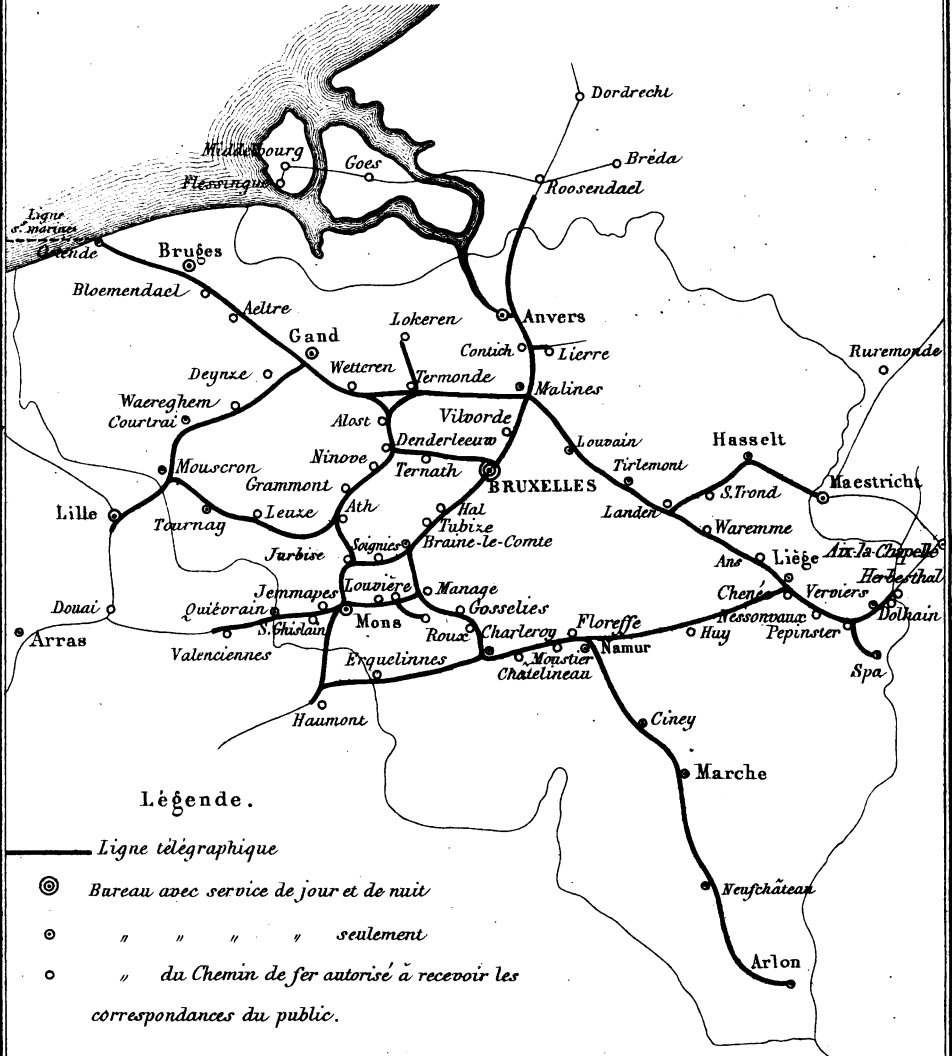 Dordrecht
Bréda
Middelbourg
Goes
Flessingue
Roosendael
Ligne
s.marine
Ostende
Bruges
Bloemendael
Aeltre
Lokeren
Anvers
Gand
Contich
Lierre
Ruremonde
Wetteren
Deynze
Termonde
Malines
Waereghem
Courtrai
Alost
Vilvorde
Denderleeuw
Louvain
Hasselt
Ninove
Mouscron
Ternath
Tirlemont
Grammont
BRUXELLES
S.Trond
Maestricht
Lille
Tournay
Leuze
Ath
Hal
Tubize
Landen
Waremme
Jurbise
Soignies
Braine-le-Comte
Ans
Liège
Aix-la-Chapelle
Herbesthal
Jemmapes
Louvière
Manage
Chenée
Verviers
Douai
Quiévrain
S.Ghislain
Mons
Gosselies
Nessonvaux
Dolhain
Arras
Roux
Charleroy
Floreffe
Huy
Pepinster
Valenciennes
Erquelinnes
Moustier
Namur
Châtelineau
Spa
Haumont
Ciney
Marche
Légende.
Ligne télégraphique
Bureau avec service de jour et de nuit
Neufchâteau
〃 〃 〃 〃 seulement
Arlon
〃 du Chemin de fer autorisé à recevoir les
correspondances du public.